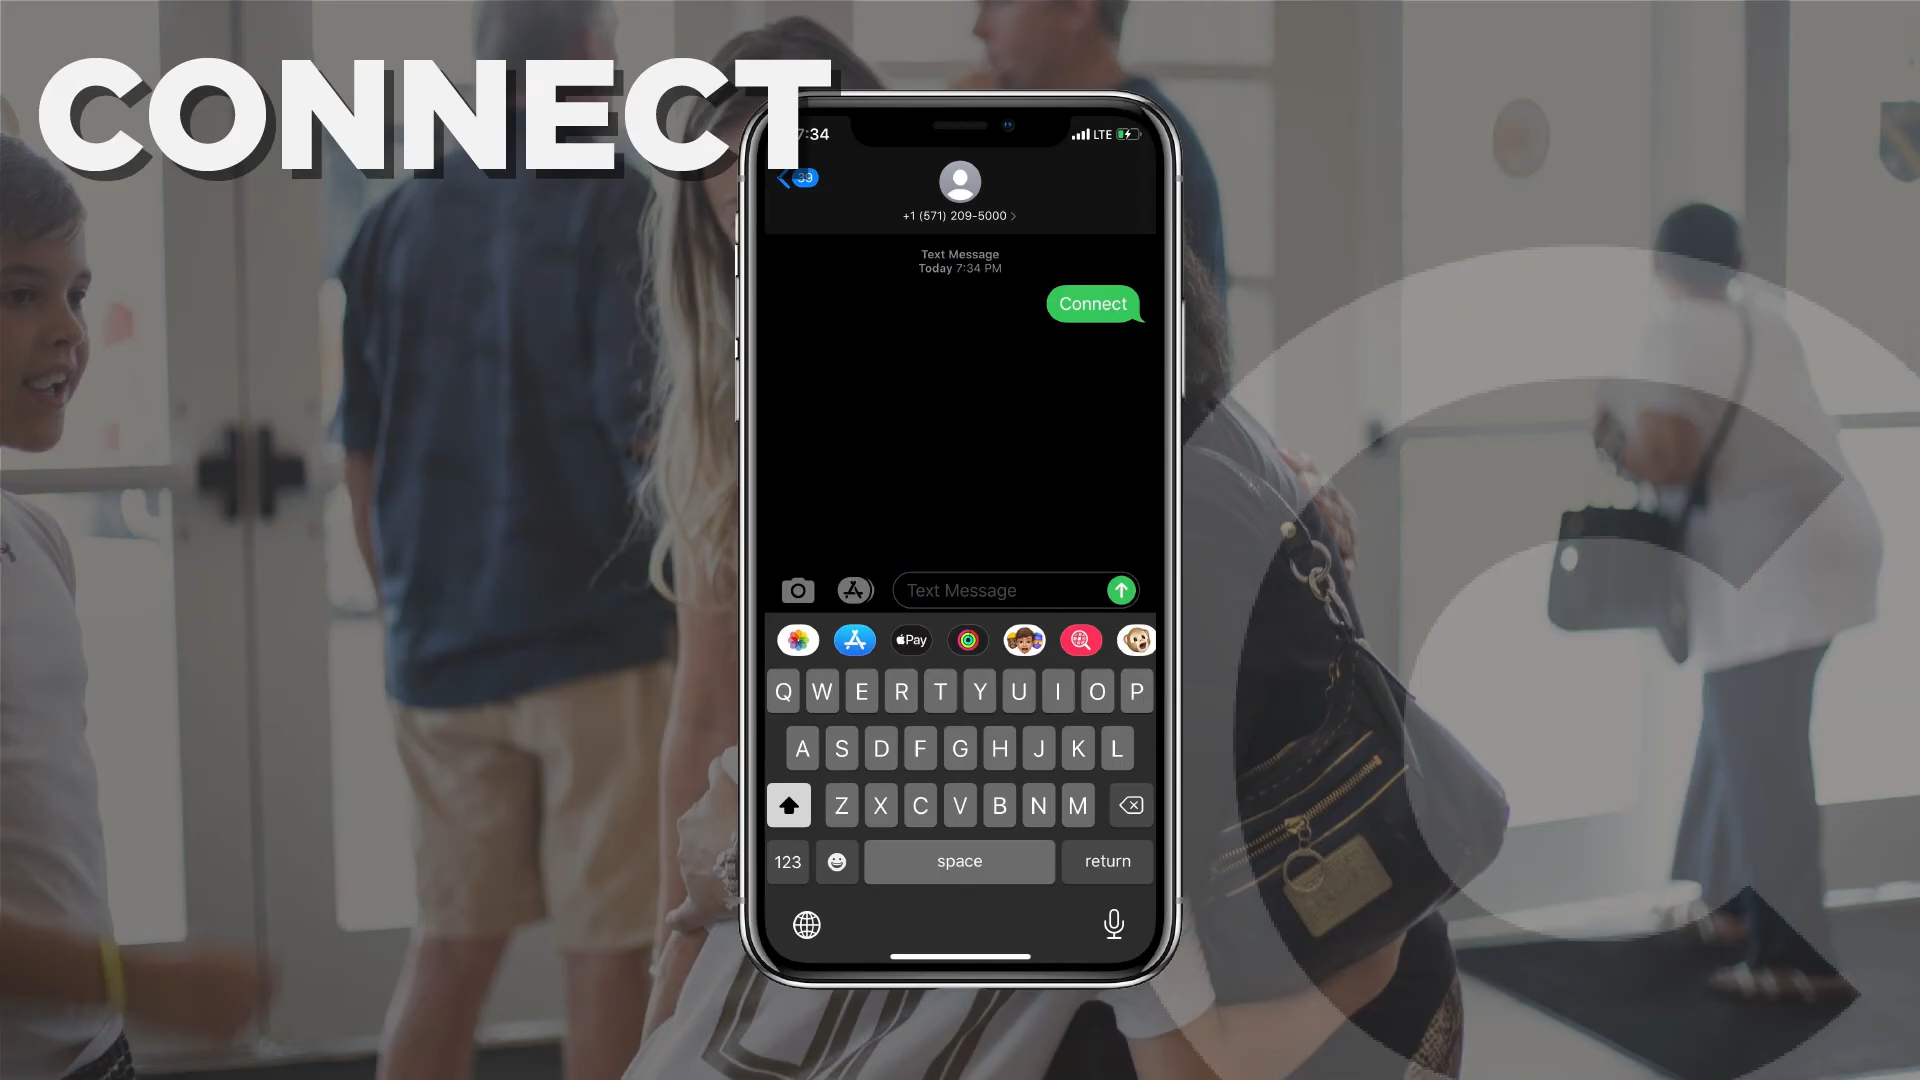 CONNECT
7:34
LTE
39
+1 (571) 209-5000
Text Message
Today 7:34 PM
Connect
Text Message
Pay
Q W E R T Y U I O P
A S D F G H J K L
Z X C V B N M
123 space return